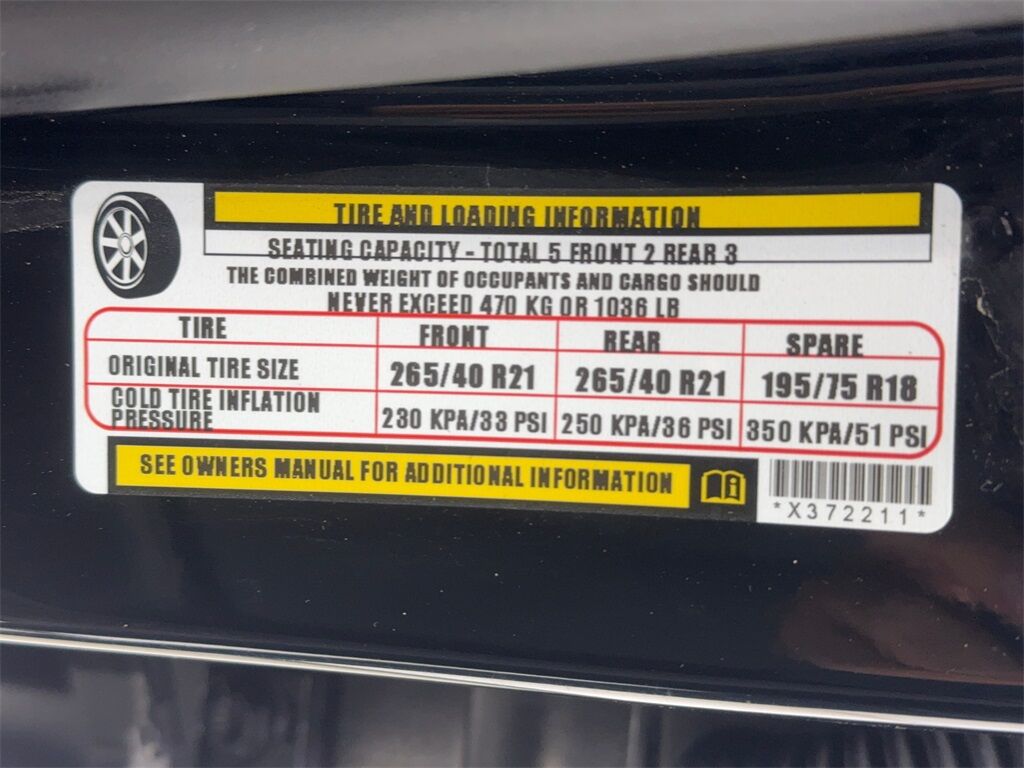 TIRE AND LOADING INFORMATION
SEATING CAPACITY - TOTAL 5 FRONT 2 REAR 3
THE COMBINED WEIGHT OF OCCUPANTS AND CARGO SHOULD
NEVER EXCEED 470 KG OR 1036 LB
TIRE FRONT REAR SPARE
ORIGINAL TIRE SIZE 265/40 R21 265/40 R21 195/75 R18
COLD TIRE INFLATION
PRESSURE 230 KPA/33 PSI 250 KPA/36 PSI 350 KPA/51 PSI
SEE OWNERS MANUAL FOR ADDITIONAL INFORMATION
*X372211*